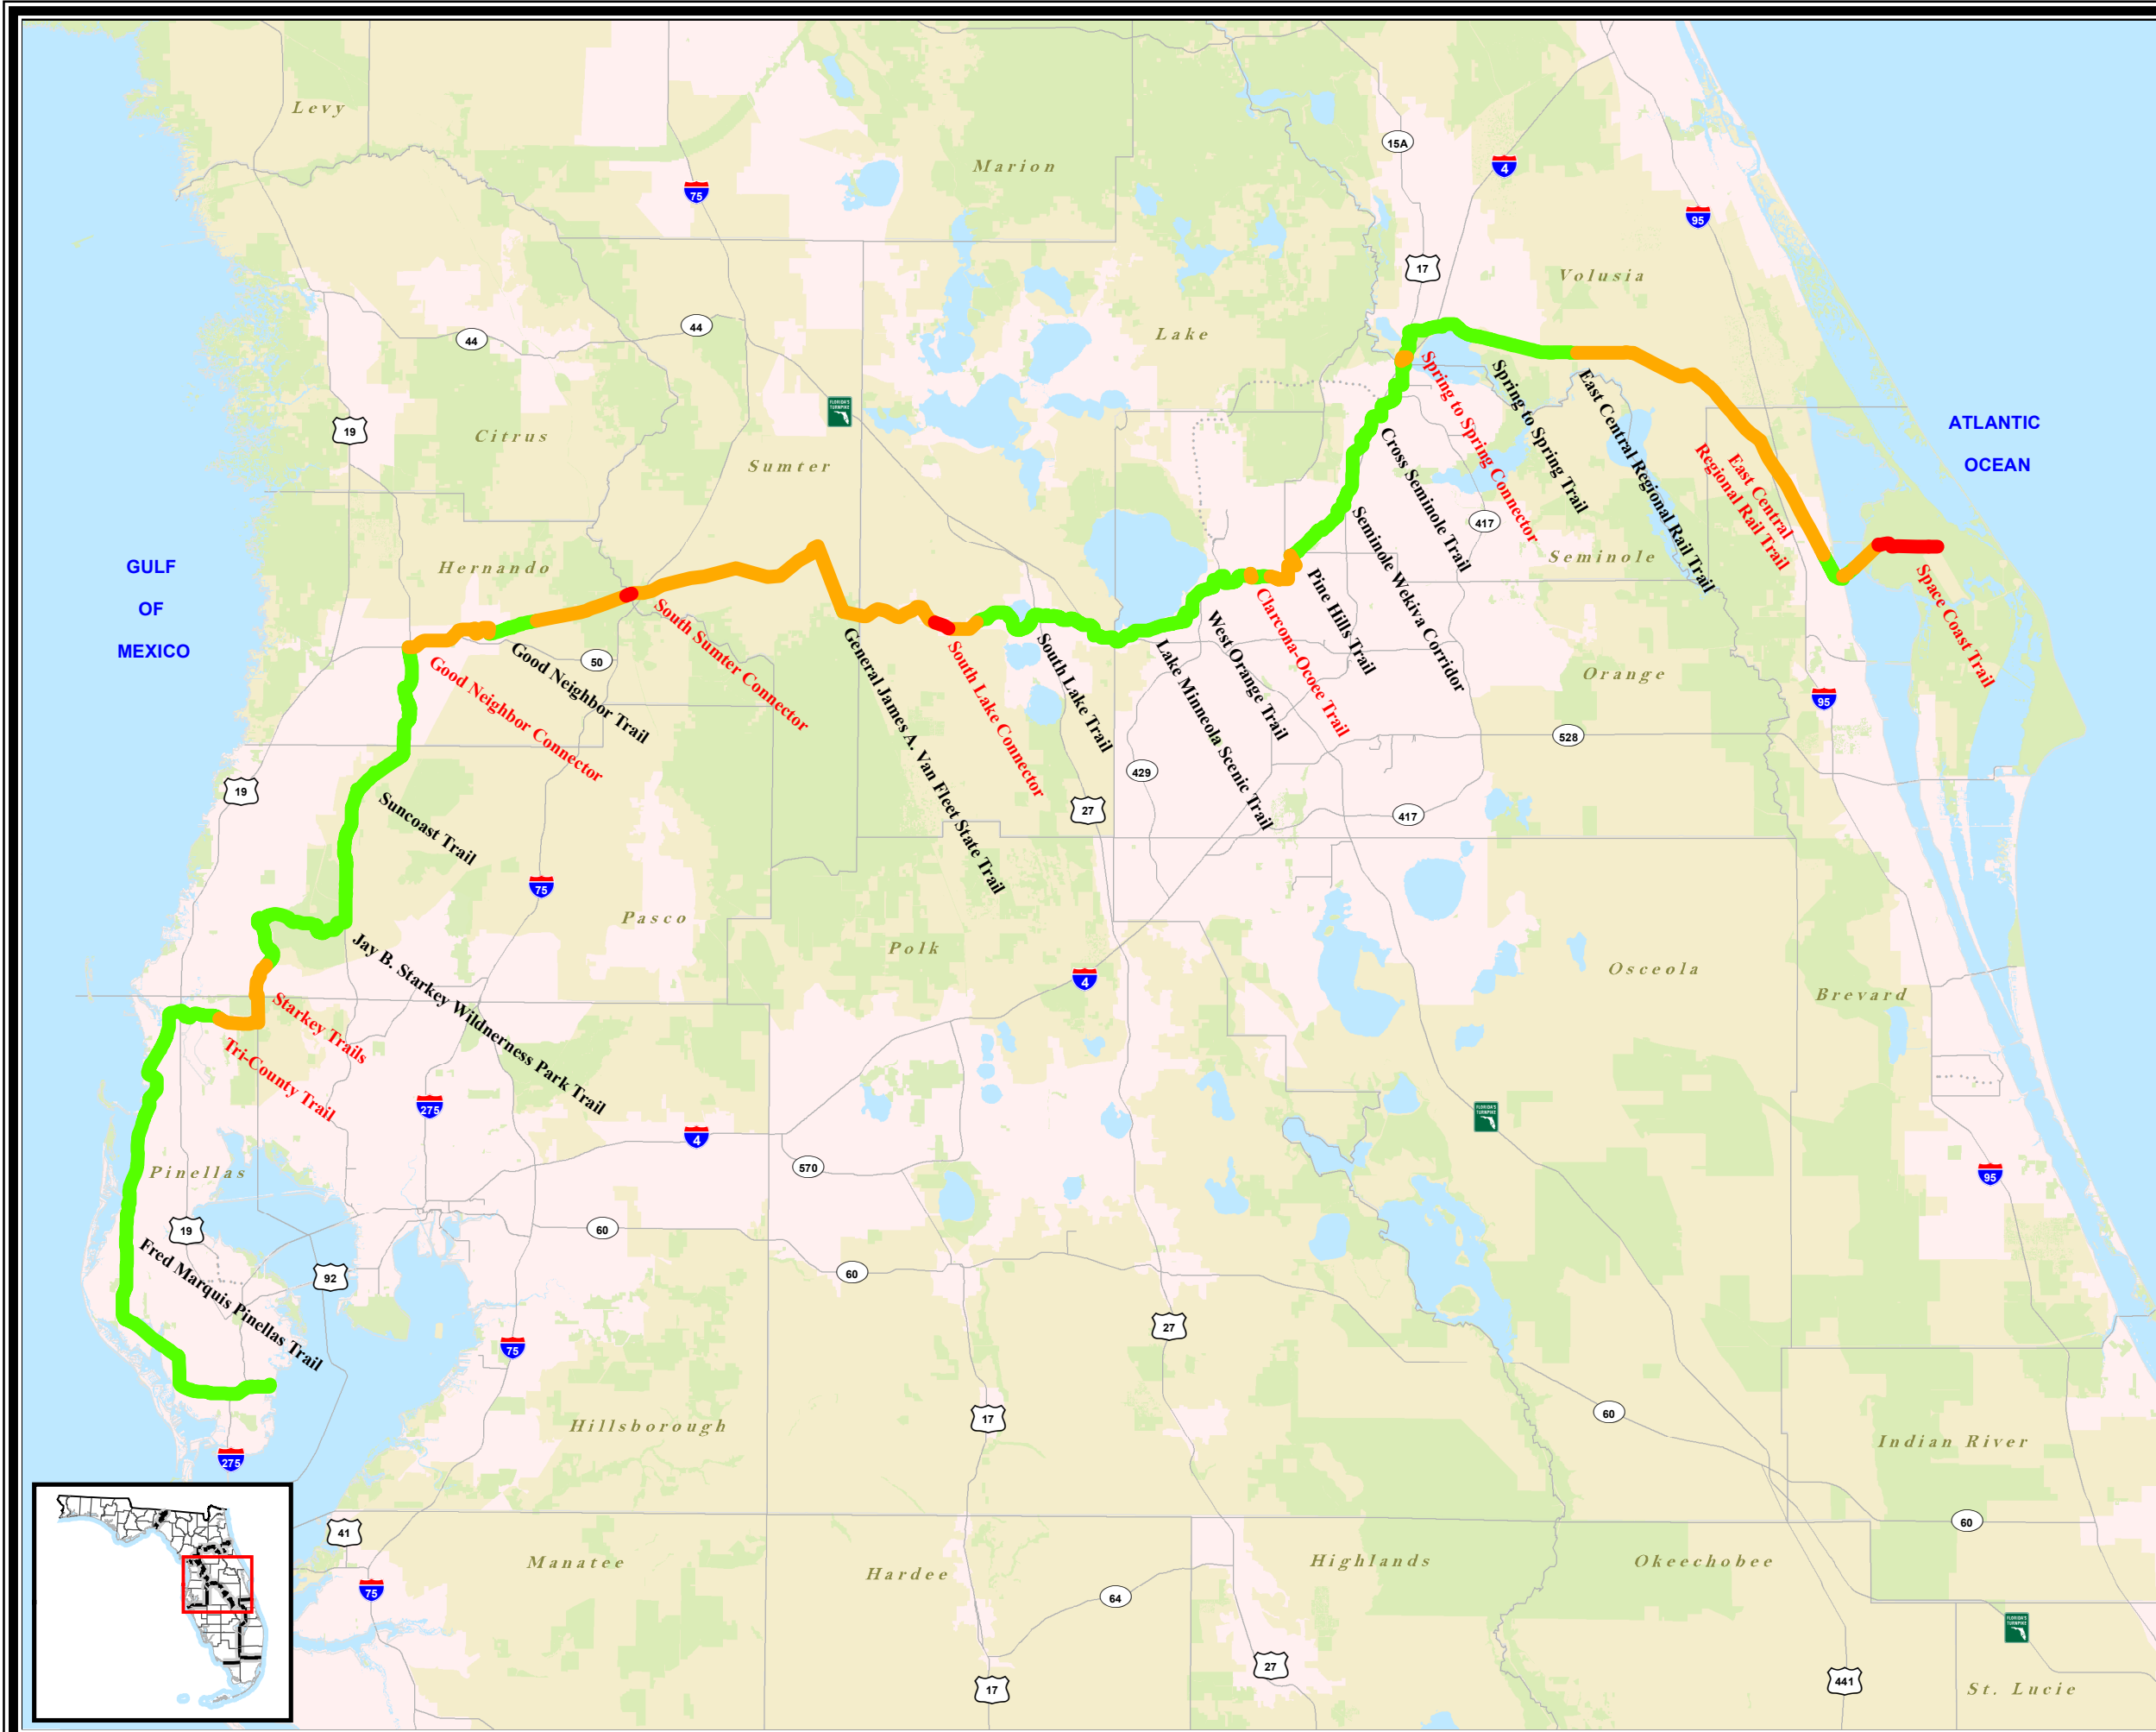 Levy
Marion
15A
4
75
95
17
Volusia
44
44
Lake
FLORIDA'S
TURNPIKE
19
Citrus
Sumter
ATLANTIC
OCEAN
Spring to Spring Connector
Spring to Spring Trail
East Central Regional Rail Trail
East Central
Regional Rail Trail
Cross Seminole Trail
417
Seminole
GULF
OF
MEXICO
Hernando
Space Coast Trail
Seminole Wekiva Corridor
Pine Hills Trail
Clarcona-Ocoee Trail
West Orange Trail
Lake Minneola Scenic Trail
South Lake Trail
South Lake Connector
General James A. Van Fleet State Trail
South Sumter Connector
50
Good Neighbor Trail
Good Neighbor Connector
Orange
95
528
429
19
27
417
Suncoast Trail
75
Pasco
Polk
4
Osceola
Brevard
Jay B. Starkey Wildnerness Park Trail
Starkey Trails
Tri-County Trail
275
4
FLORIDA'S
TURNPIKE
570
Pinellas
95
19
60
60
92
Fred Marquis Pinellas Trail
27
75
17
60
Hillsborough
Indian River
275
41
60
Manatee
Hardee
Highlands
Okeechobee
75
64
FLORIDA'S
TURNPIKE
27
441
17
St. Lucie